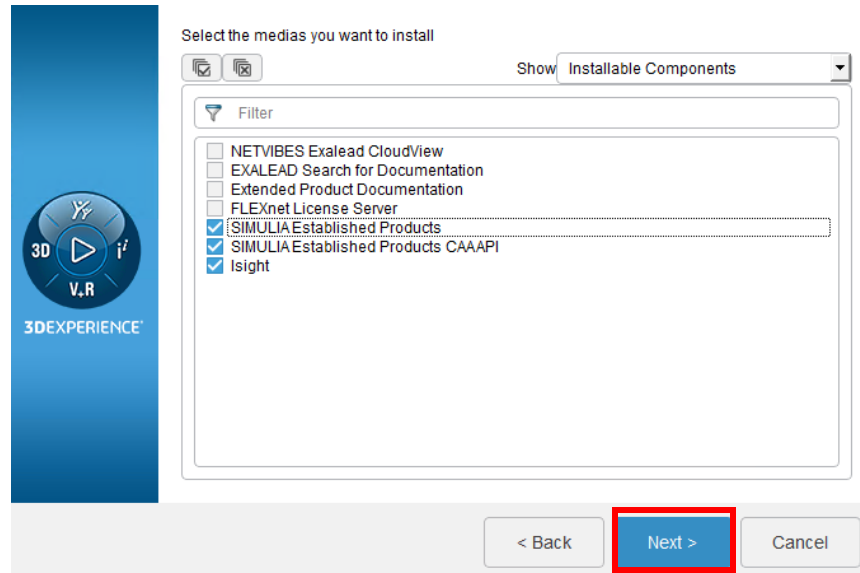 Select the medias you want to install
Show Installable Components
Filter
NETVIBES Exalead CloudView
EXALEAD Search for Documentation
Extended Product Documentation
FLEXnet License Server
SIMULIA Established Products
SIMULIA Established Products CAAAPI
Isight
3D
i
V+R
3DEXPERIENCE
< Back Next > Cancel